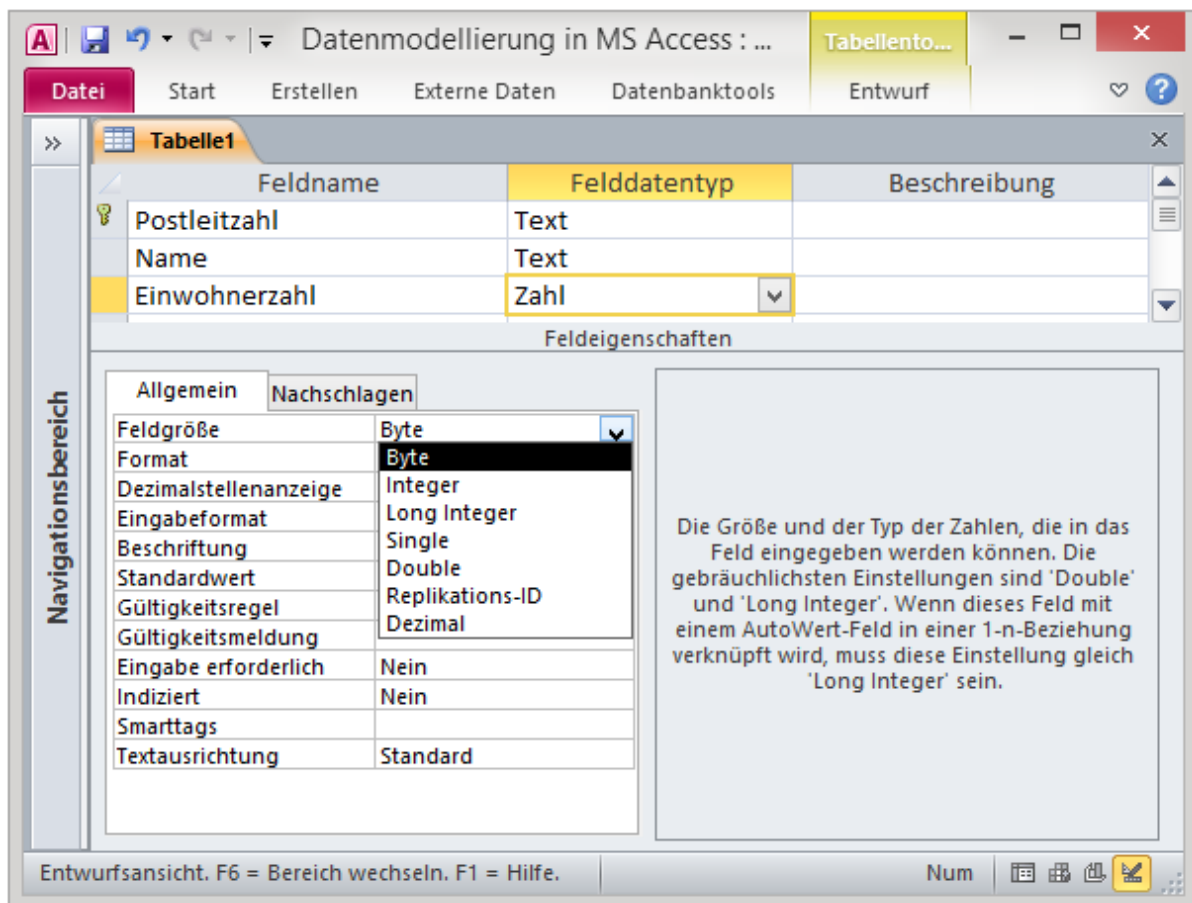 A Datenmodellierung in MS Access : ... Tabellento...
Datei Start Erstellen Externe Daten Datenbanktools Entwurf ?
» Tabelle1
Feldname Felddatentyp Beschreibung
Postleitzahl Text
Name Text
Einwohnerzahl Zahl
Feldeigenschaften
Navigationsbereich
Allgemein Nachschlagen
Feldgröße Byte
Format
Dezimalstellenanzeige
Eingabeformat
Beschriftung
Standardwert
Gültigkeitsregel
Gültigkeitsmeldung
Eingabe erforderlich Nein
Indiziert Nein
Smarttags
Textausrichtung Standard
Byte
Integer
Long Integer
Single
Double
Replikations-ID
Dezimal
Die Größe und der Typ der Zahlen, die in das
Feld eingegeben werden können. Die
gebräuchlichsten Einstellungen sind 'Double'
und 'Long Integer'. Wenn dieses Feld mit
einem AutoWert-Feld in einer 1-n-Beziehung
verknüpft wird, muss diese Einstellung gleich
'Long Integer' sein.
Entwurfsansicht. F6 = Bereich wechseln. F1 = Hilfe. Num